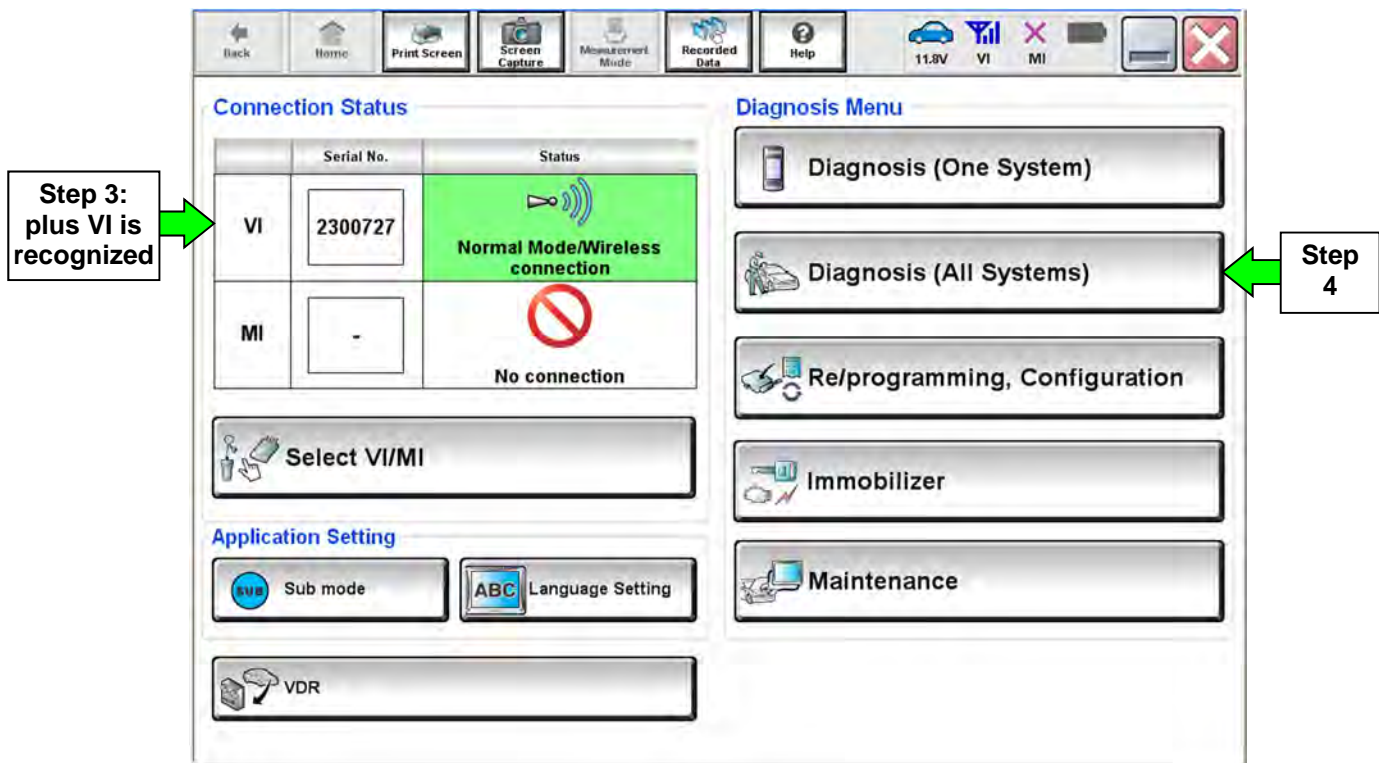 Back
Home
Print Screen
Screen
Capture
Measurement
Mode
Recorded
Data
?
Help
11.8V
VI
MI
Connection Status
Serial No.
Status
VI
2300727
Normal Mode/Wireless
connection
MI
-
No connection
Select VI/MI
Application Setting
SUB
Sub mode
ABC
Language Setting
VDR
Diagnosis Menu
Diagnosis (One System)
Diagnosis (All Systems)
Re/programming, Configuration
Immobilizer
Maintenance
Step 3:
plus VI is
recognized
Step
4